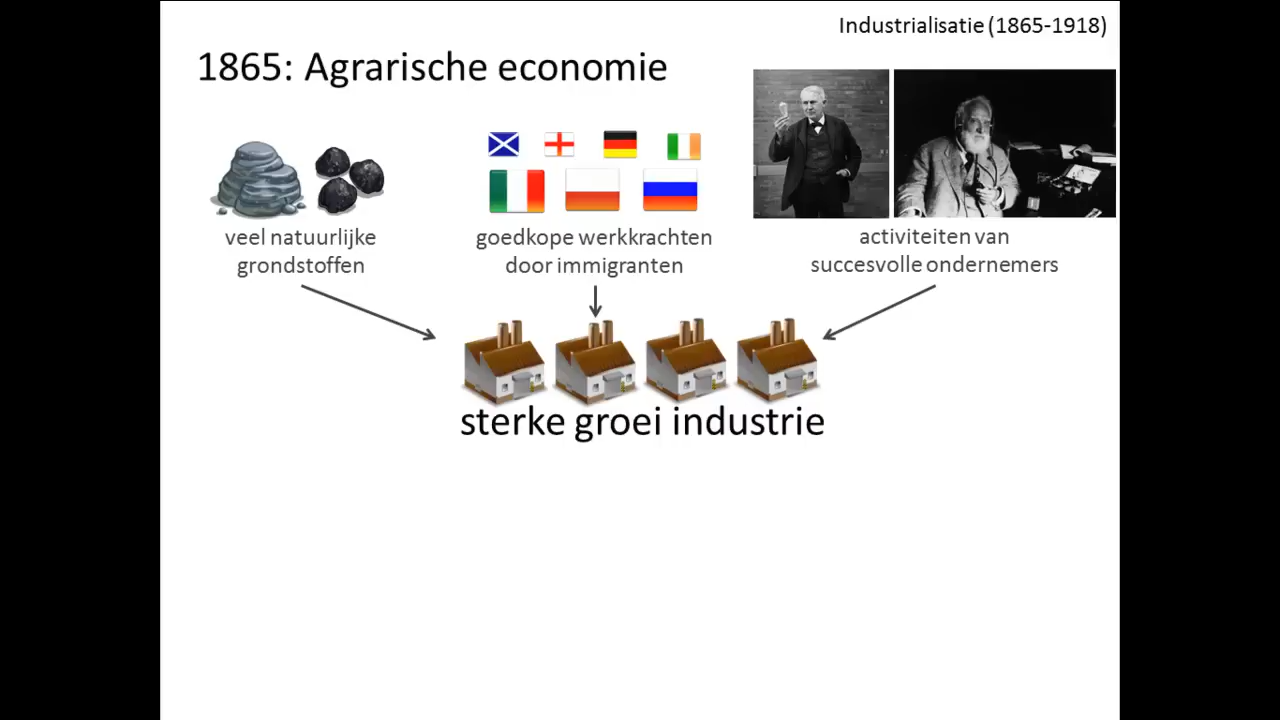 Industrialisatie (1865-1918)
1865: Agrarische economie
veel natuurlijke
grondstoffen
goedkope werkkrachten
door immigranten
activiteiten van
succesvolle ondernemers
sterke groei industrie